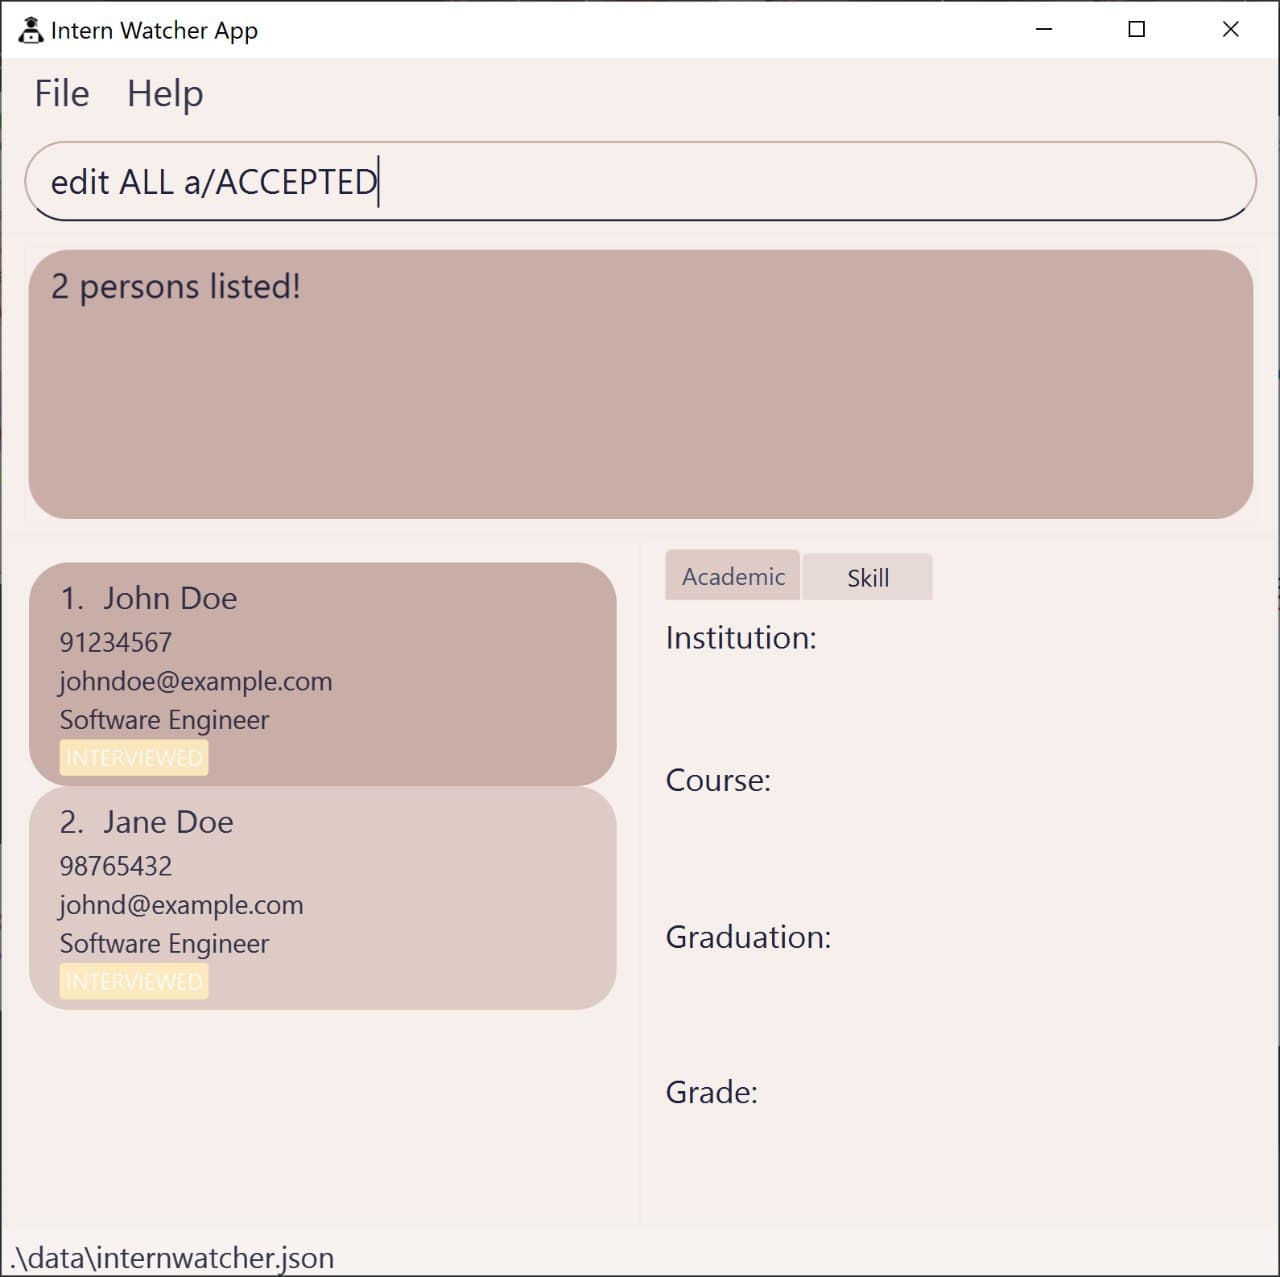 Intern Watcher App
File Help
edit ALL a/ACCEPTED
2 persons listed!
1. John Doe
91234567
johndoe@example.com
Software Engineer
INTERVIEWED
2. Jane Doe
98765432
johnd@example.com
Software Engineer
INTERVIEWED
Academic Skill
Institution:
Course:
Graduation:
Grade:
.\data\internwatcher.json